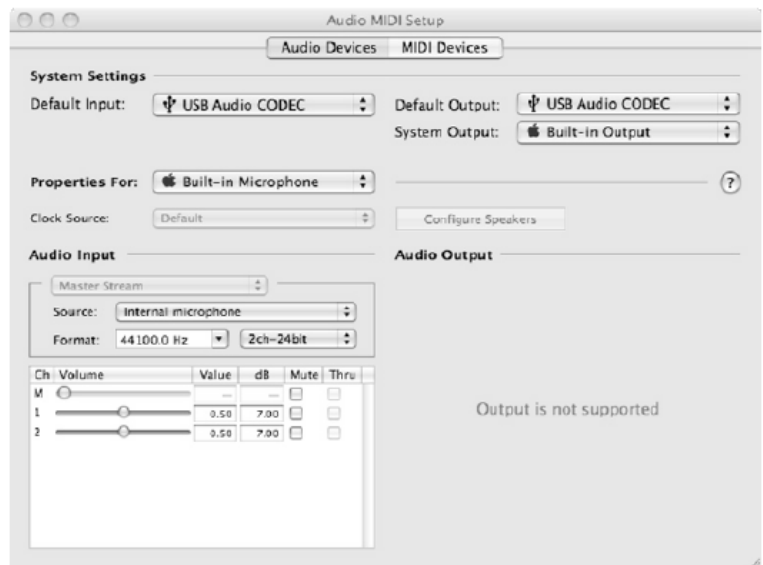 Audio MIDI Setup
Audio Devices MIDI Devices
System Settings
Default Input: USB Audio CODEC
Default Output: USB Audio CODEC
System Output: Built-in Output
Properties For: Built-in Microphone
?
Clock Source: Default
Configure Speakers
Audio Input
Audio Output
Master Stream
Source: Internal microphone
Format: 44100.0 Hz 2ch-24bit
Ch Volume Value dB Mute Thru
M — —
1 0.50 7.00
2 0.50 7.00
Output is not supported